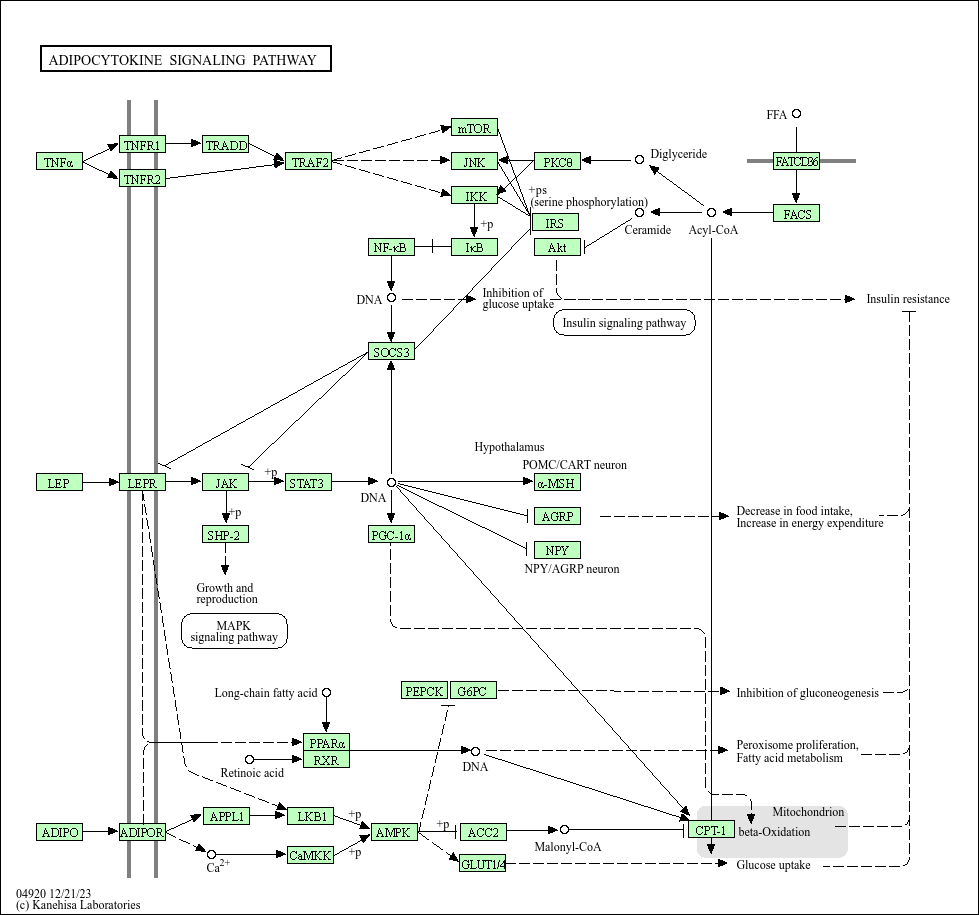 ADIPOCYTOKINE SIGNALING PATHWAY
FFA
TNFα
TNFR1
TRADD
TNFR2
TRAF2
mTOR
JNK
PKCθ
Diglyceride
FATCD36
IKK
+ps
(serine phosphorylation)
IRS
FACS
+p
Ceramide
Acyl-CoA
NF-κB
IκB
Akt
DNA
Inhibition of
glucose uptake
Insulin resistance
Insulin signaling pathway
SOCS3
Hypothalamus
POMC/CART neuron
LEP
LEPR
JAK
+p
STAT3
DNA
α-MSH
+p
SHP-2
PGC-1α
AGRP
Decrease in food intake,
Increase in energy expenditure
NPY
NPY/AGRP neuron
Growth and
reproduction
MAPK
signaling pathway
Long-chain fatty acid
PEPCK
G6PC
Inhibition of gluconeogenesis
PPARα
RXR
Retinoic acid
DNA
Peroxisome proliferation,
Fatty acid metabolism
ADIPO
ADIPOR
APPL1
LKB1
+p
AMPK
+p
ACC2
Malonyl-CoA
CPT-1
Mitochondrion
beta-Oxidation
Ca2+
CaMKK
+p
GLUT1/4
Glucose uptake
04920 12/21/23
(c) Kanehisa Laboratories